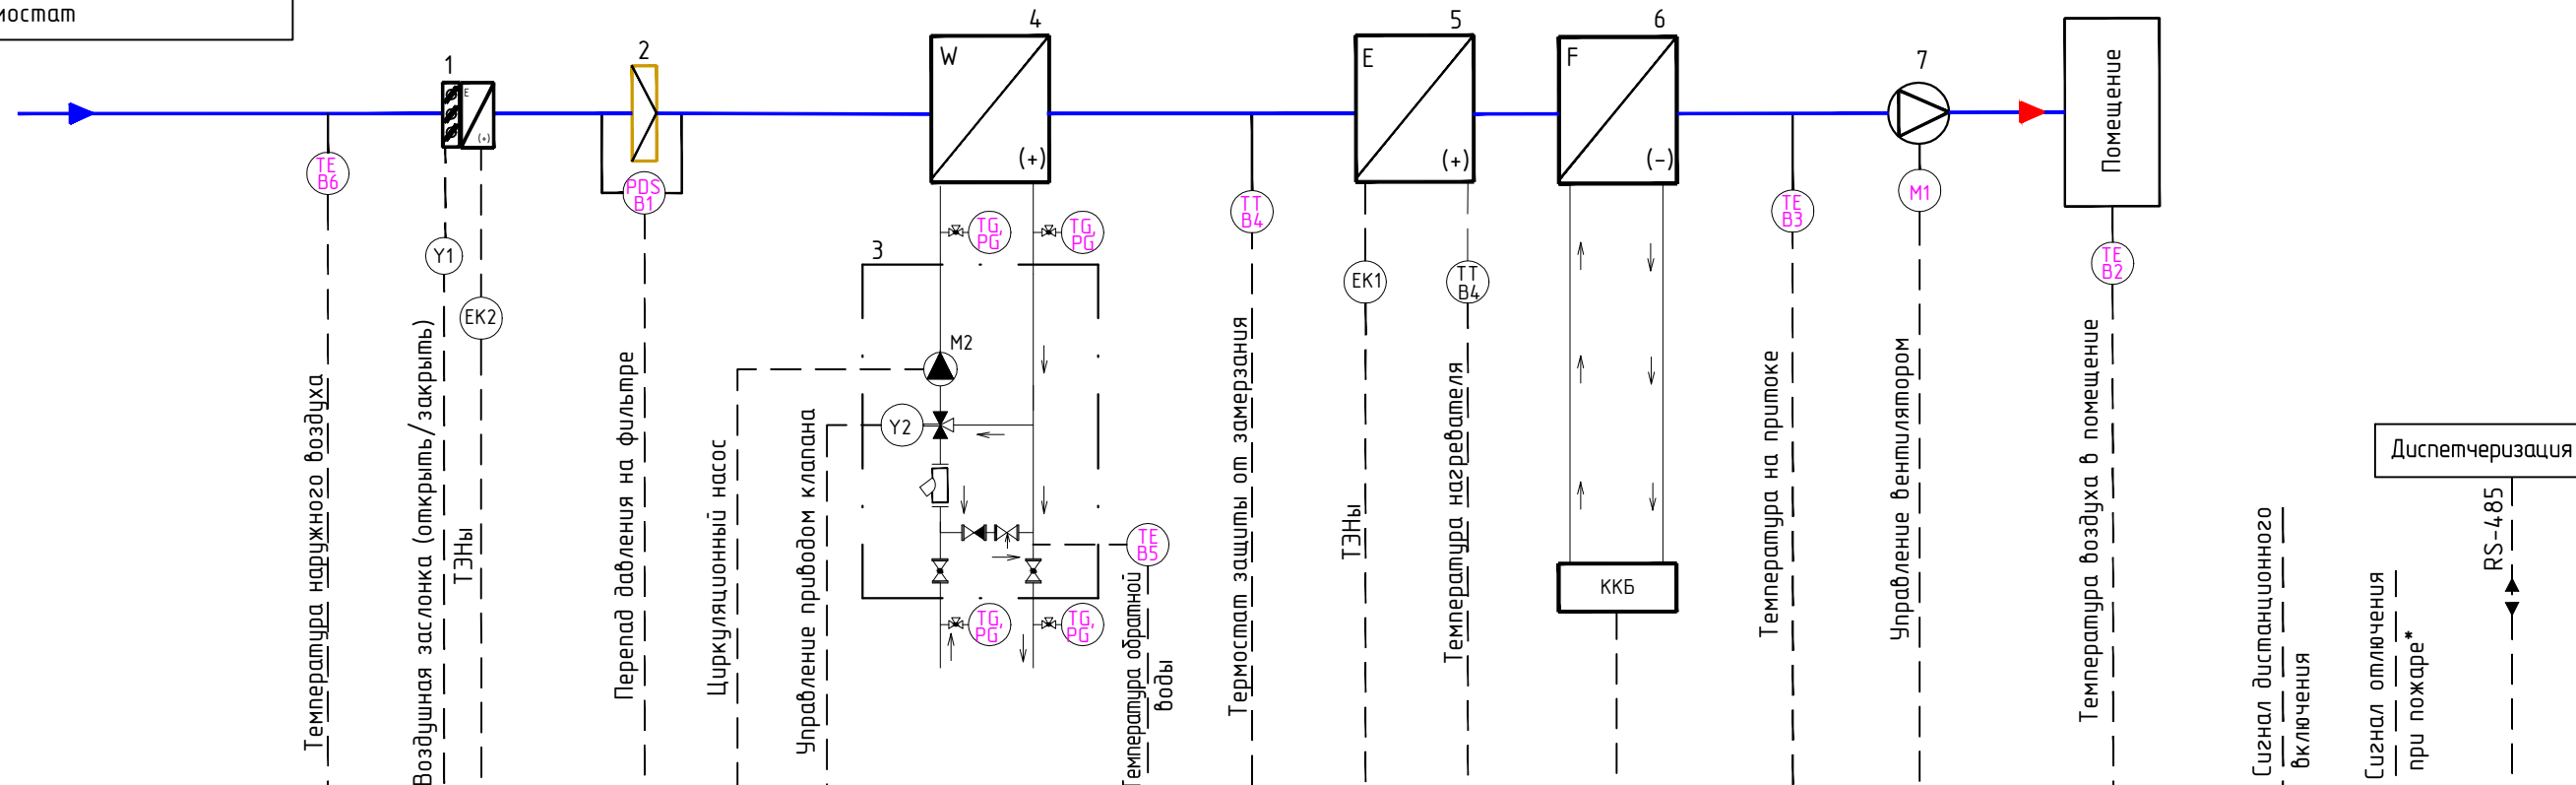 мостат
1
2
4
5
6
7
E
(+)
W
(+)
E
(+)
F
(-)
Помещение
TE
B6
PDS
B1
TT
B4
TE
B3
M1
TE
B2
TG,
PG
TG,
PG
3
Y1
EK2
EK1
TT
B4
M2
Y2
TE
B5
ККБ
TG,
PG
TG,
PG
Диспетчеризация
RS-485
Температура наружного воздуха
Воздушная заслонка (открыть/закрыть)
ТЭНы
Перепад давления на фильтре
Циркуляционный насос
Управление приводом клапана
Температура обратной
воды
Термостат защиты от замерзания
ТЭНы
Температура нагревателя
Температура на притоке
Управление вентилятором
Температура воздуха в помещение
Сигнал дистанционного
включения
Сигнал отключения
при пожаре*